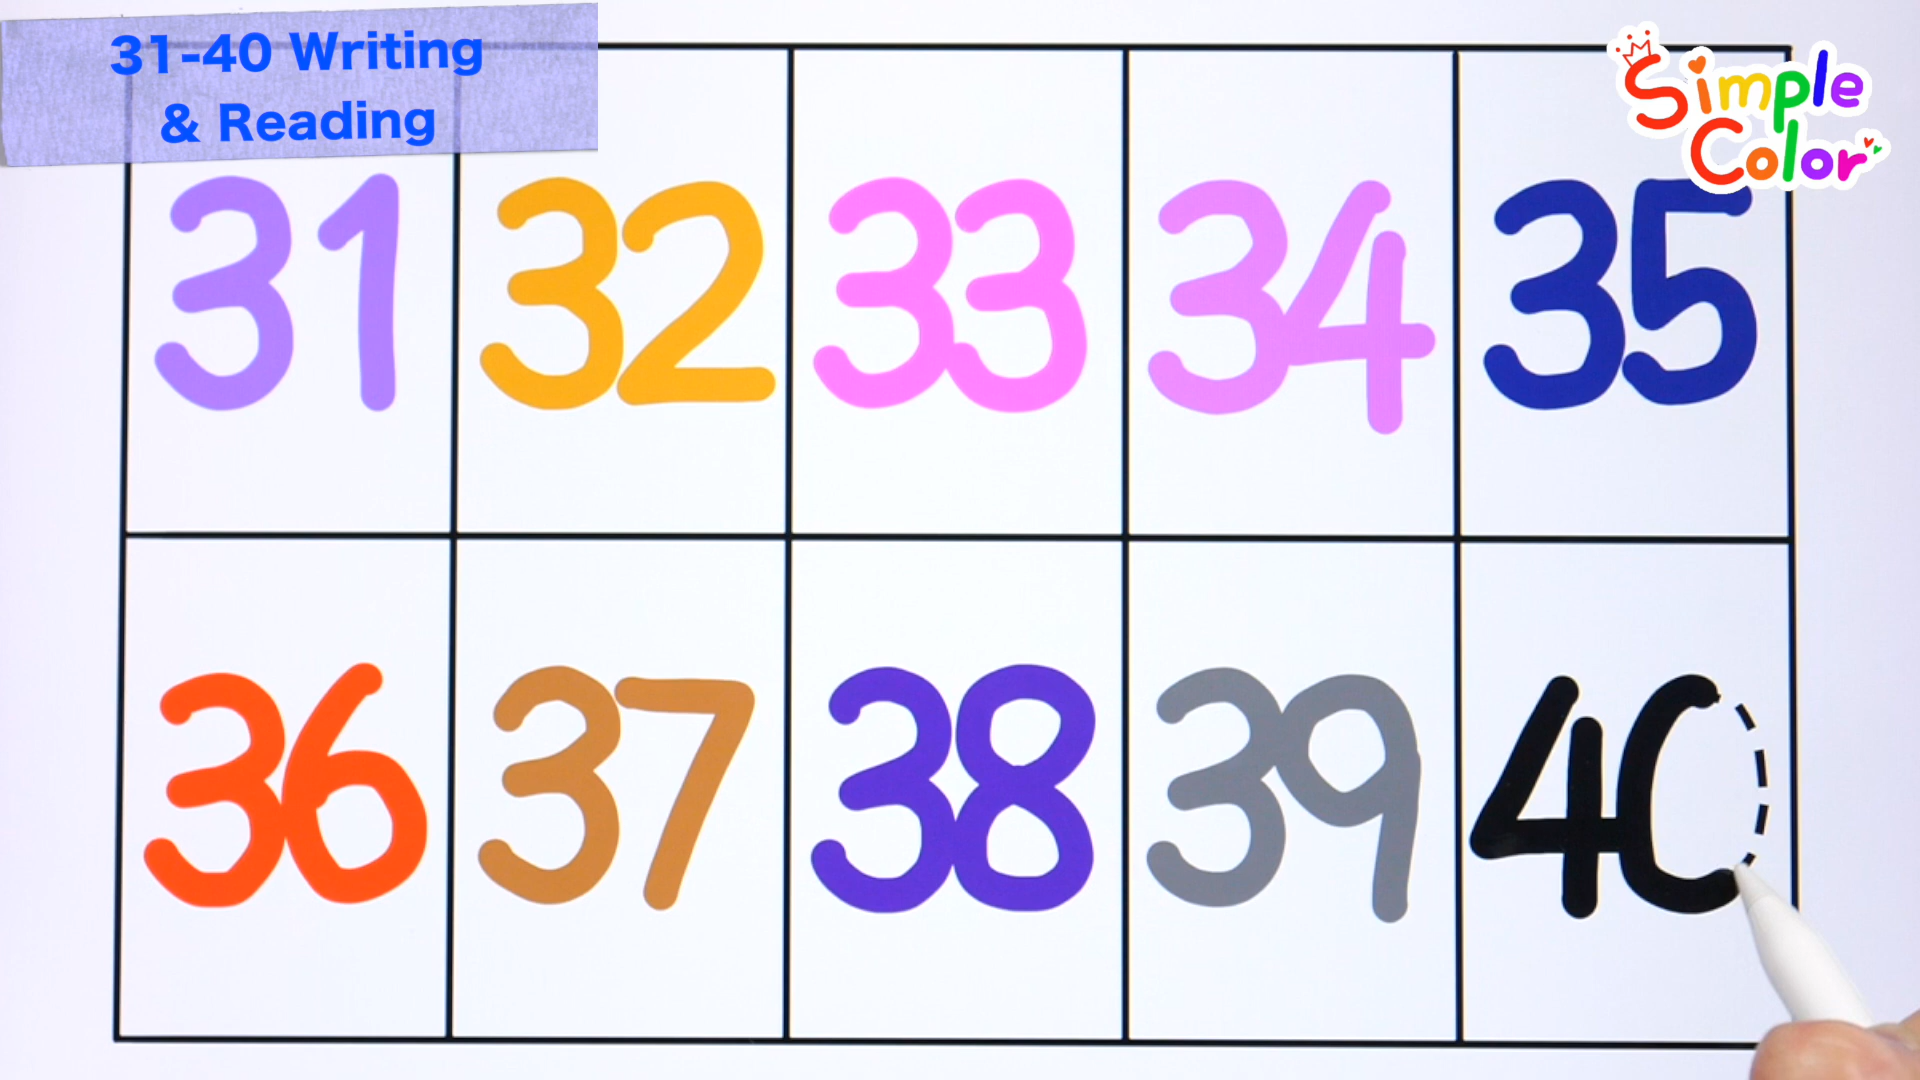 31-40 Writing
& Reading
Simple
Color
31 32 33 34 35
36 37 38 39 40